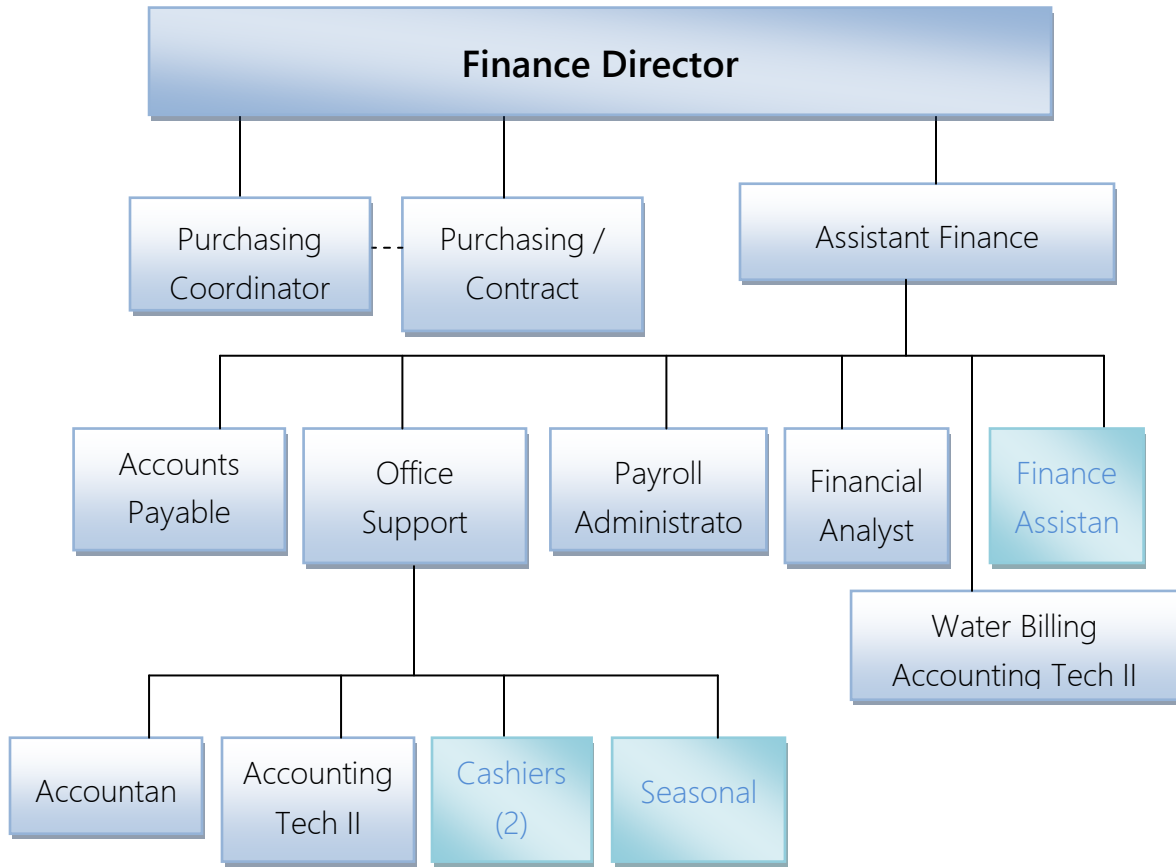 Finance Director
Purchasing
Coordinator
Purchasing /
Contract
Assistant Finance
Accounts
Payable
Office
Support
Payroll
Administrato
Financial
Analyst
Finance
Assistan
Water Billing
Accounting Tech II
Accountan
Accounting
Tech II
Cashiers
(2)
Seasonal